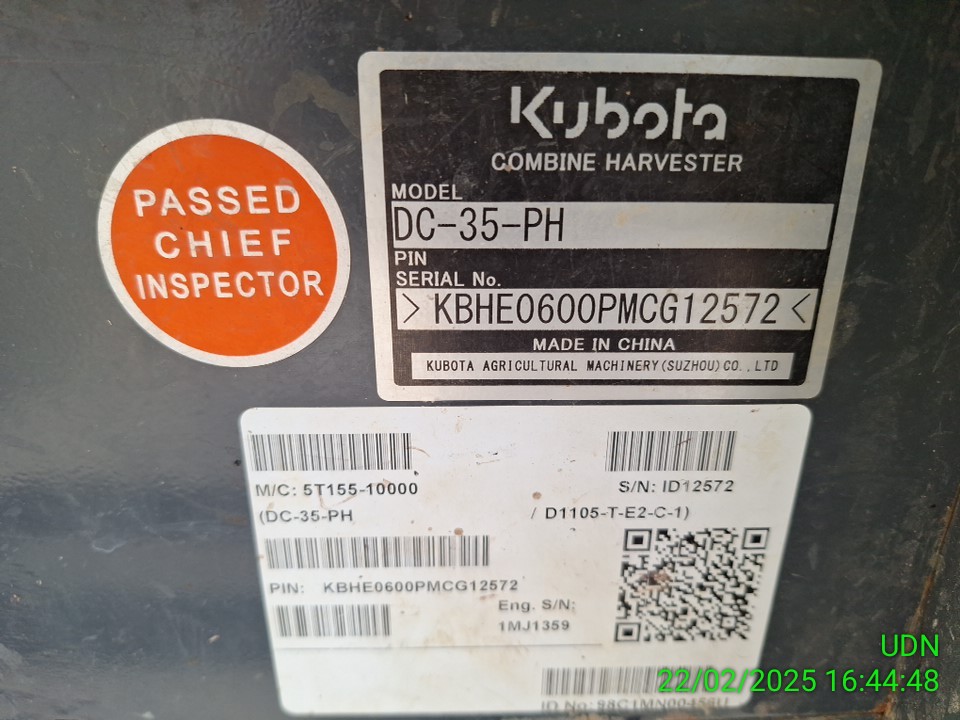 PASSED
CHIEF
INSPECTOR
Kubota
COMBINE HARVESTER
MODEL
DC-35-PH
PIN
SERIAL No.
>KBHE0600PMCG12572<
MADE IN CHINA
KUBOTA AGRICULTURAL MACHINERY(SUZHOU)CO.,LTD
M/C: 5T155-10000
S/N: ID12572
(DC-35-PH / D1105-T-E2-C-1)
PIN: KBHE0600PMCG12572
Eng. S/N:
1MJ1359
ID No:
UDN
22/02/2025 16:44:48